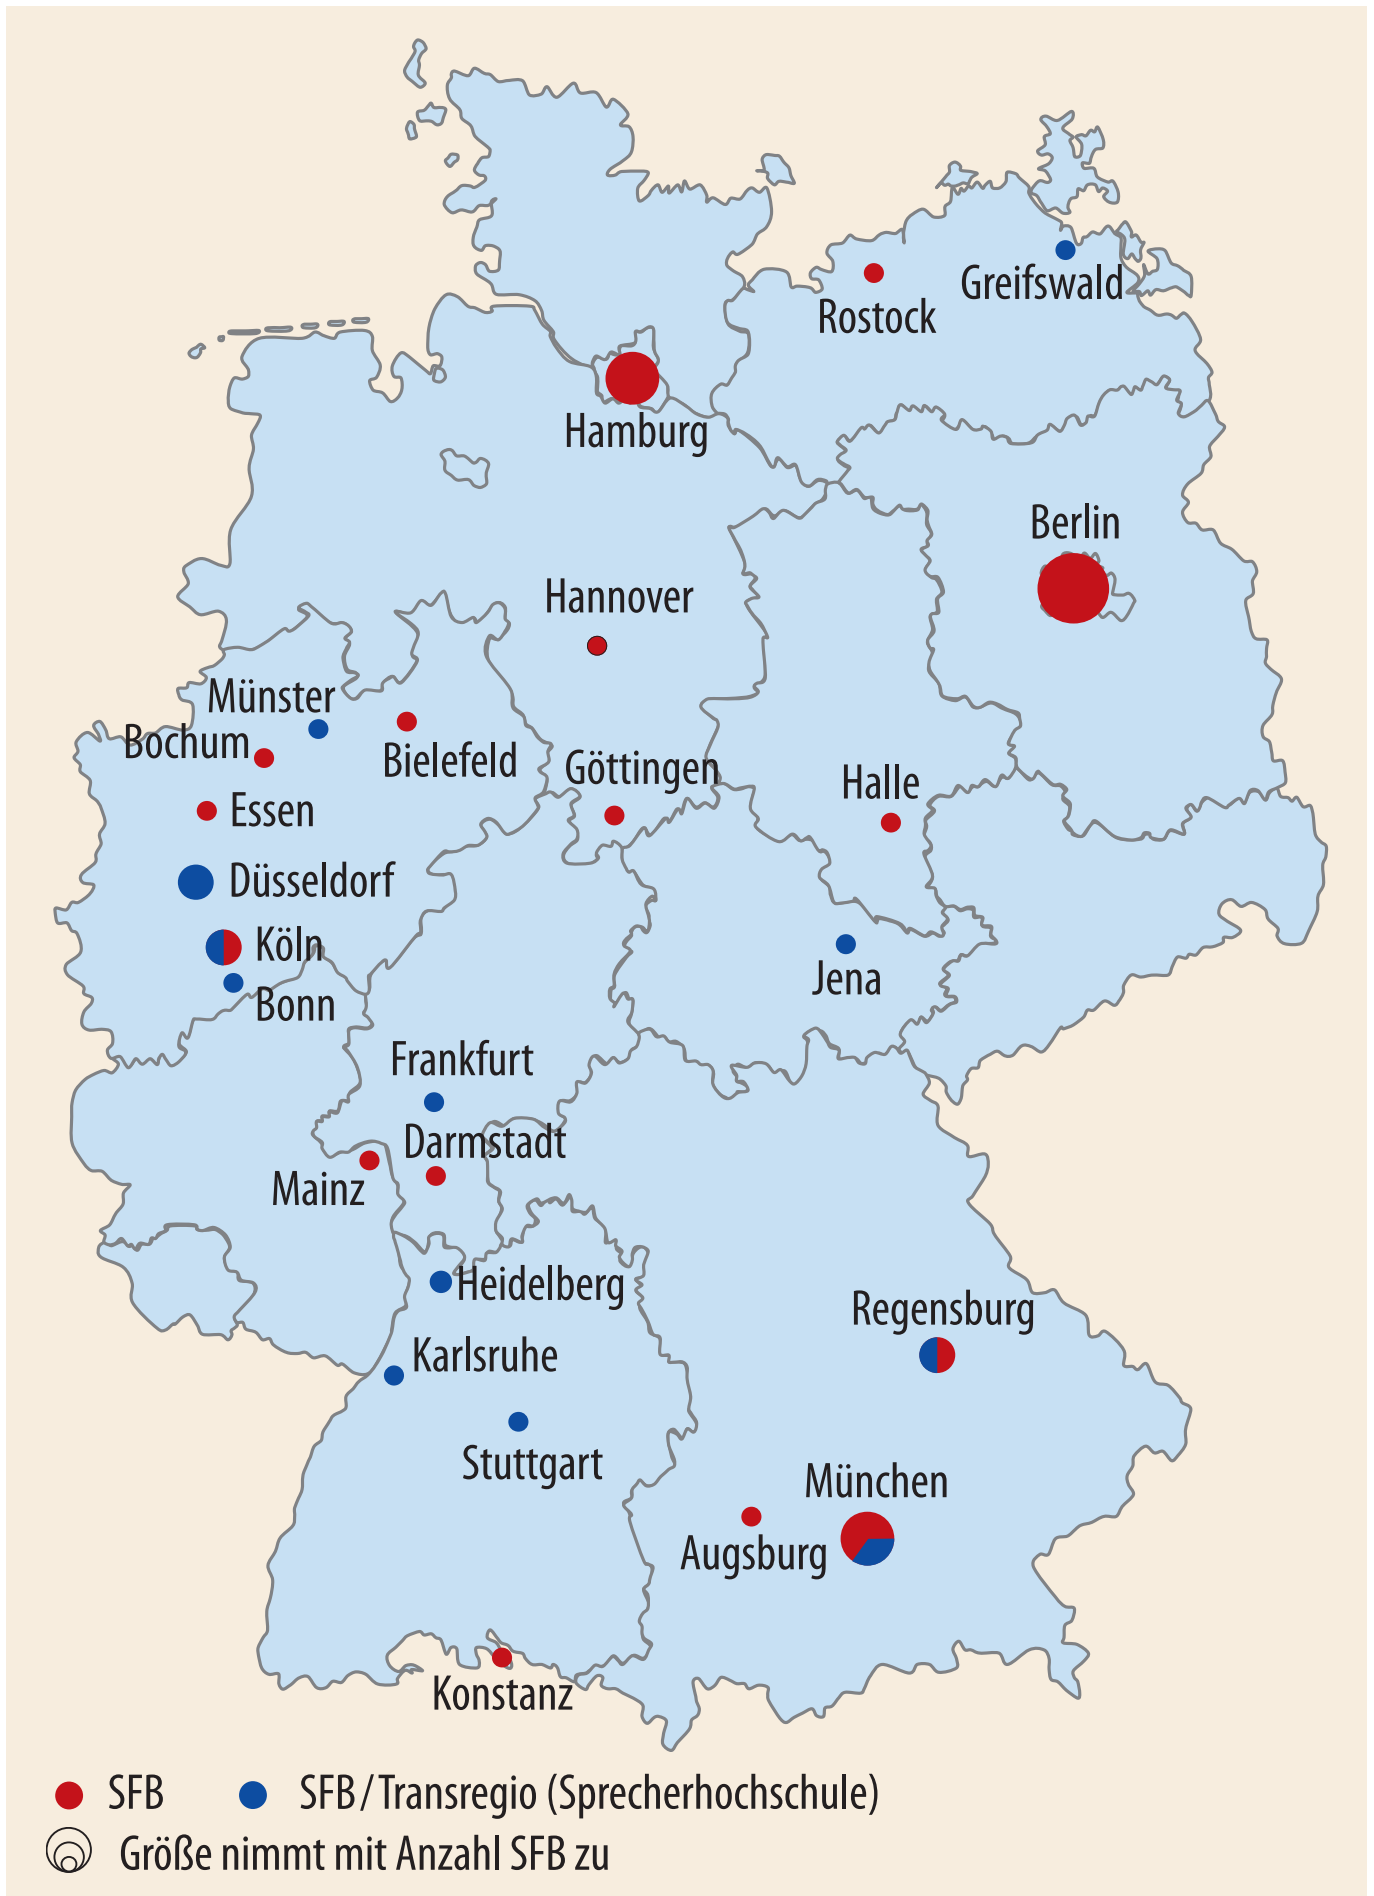 Greifswald
Rostock
Hamburg
Berlin
Hannover
Münster
Bochum
Bielefeld
Göttingen
Halle
Essen
Düsseldorf
Köln
Jena
Bonn
Frankfurt
Darmstadt
Mainz
Heidelberg
Regensburg
Karlsruhe
Stuttgart
München
Augsburg
Konstanz
SFB SFB/Transregio (Sprecherhochschule)
Größe nimmt mit Anzahl SFB zu